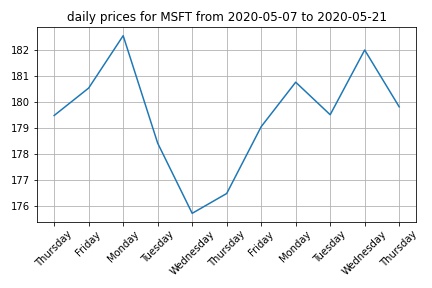 daily prices for MSFT from 2020-05-07 to 2020-05-21
182
181
180
179
178
177
176
Thursday
Friday
Monday
Tuesday
Wednesday
Thursday
Friday
Monday
Tuesday
Wednesday
Thursday